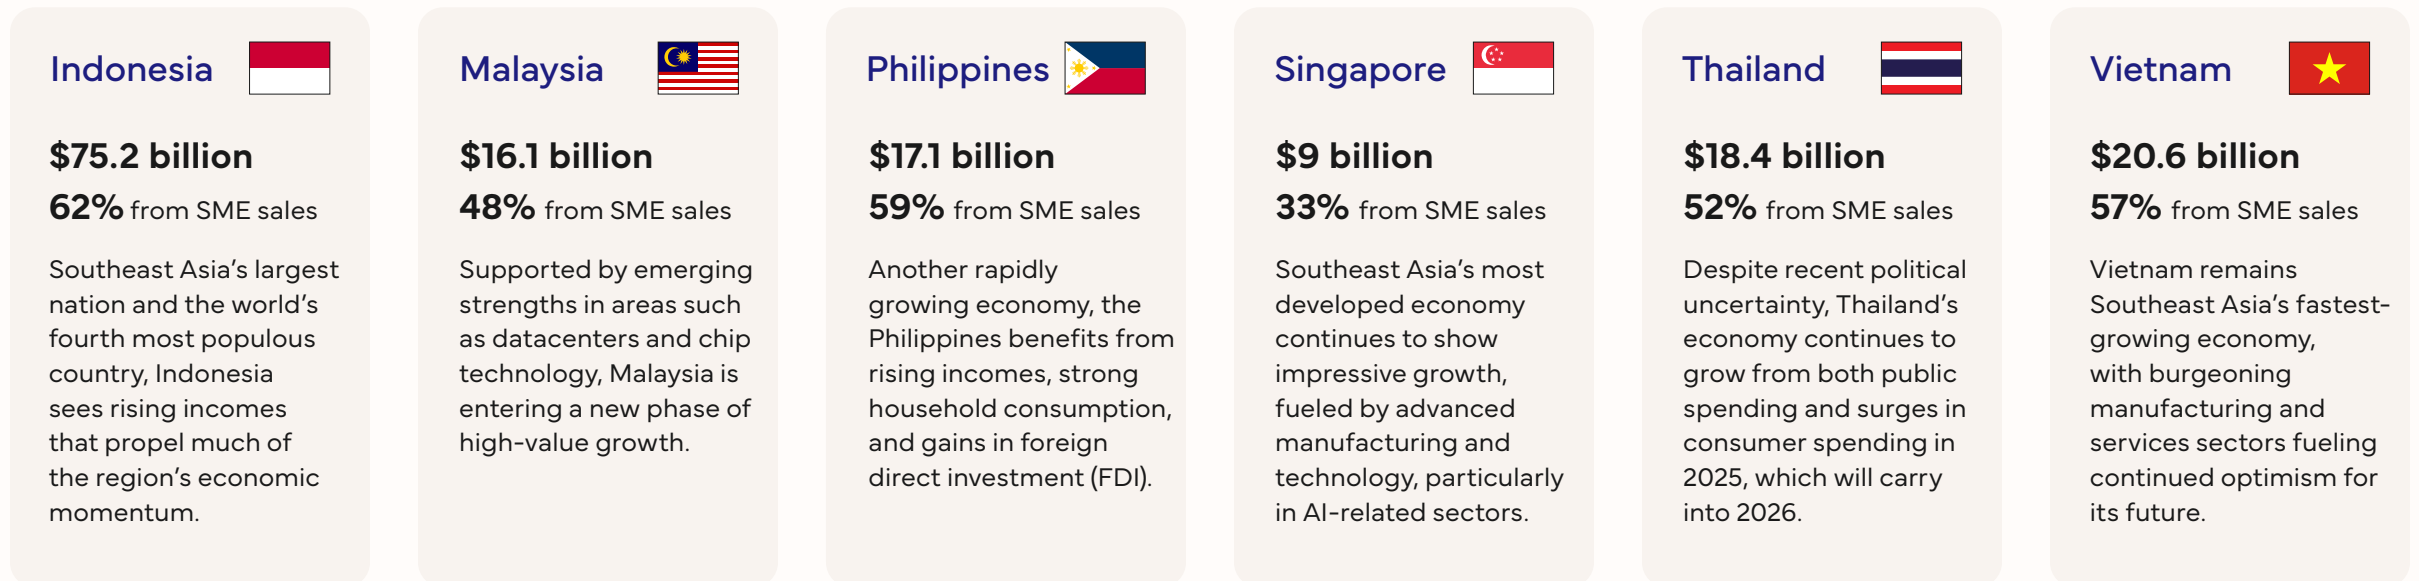 Indonesia
$75.2 billion
62% from SME sales
Southeast Asia's largest
nation and the world's
fourth most populous
country, Indonesia
sees rising incomes
that propel much of
the region's economic
momentum.
Malaysia
$16.1 billion
48% from SME sales
Supported by emerging
strengths in areas such
as datacenters and chip
technology, Malaysia is
entering a new phase of
high-value growth.
Philippines
$17.1 billion
59% from SME sales
Another rapidly
growing economy, the
Philippines benefits from
rising incomes, strong
household consumption,
and gains in foreign
direct investment (FDI).
Singapore
$9 billion
33% from SME sales
Southeast Asia's most
developed economy
continues to show
impressive growth,
fueled by advanced
manufacturing and
technology, particularly
in AI-related sectors.
Thailand
$18.4 billion
52% from SME sales
Despite recent political
uncertainty, Thailand's
economy continues to
grow from both public
spending and surges in
consumer spending in
2025, which will carry
into 2026.
Vietnam
$20.6 billion
57% from SME sales
Vietnam remains
Southeast Asia's fastest-
growing economy,
with burgeoning
manufacturing and
services sectors fueling
continued optimism for
its future.